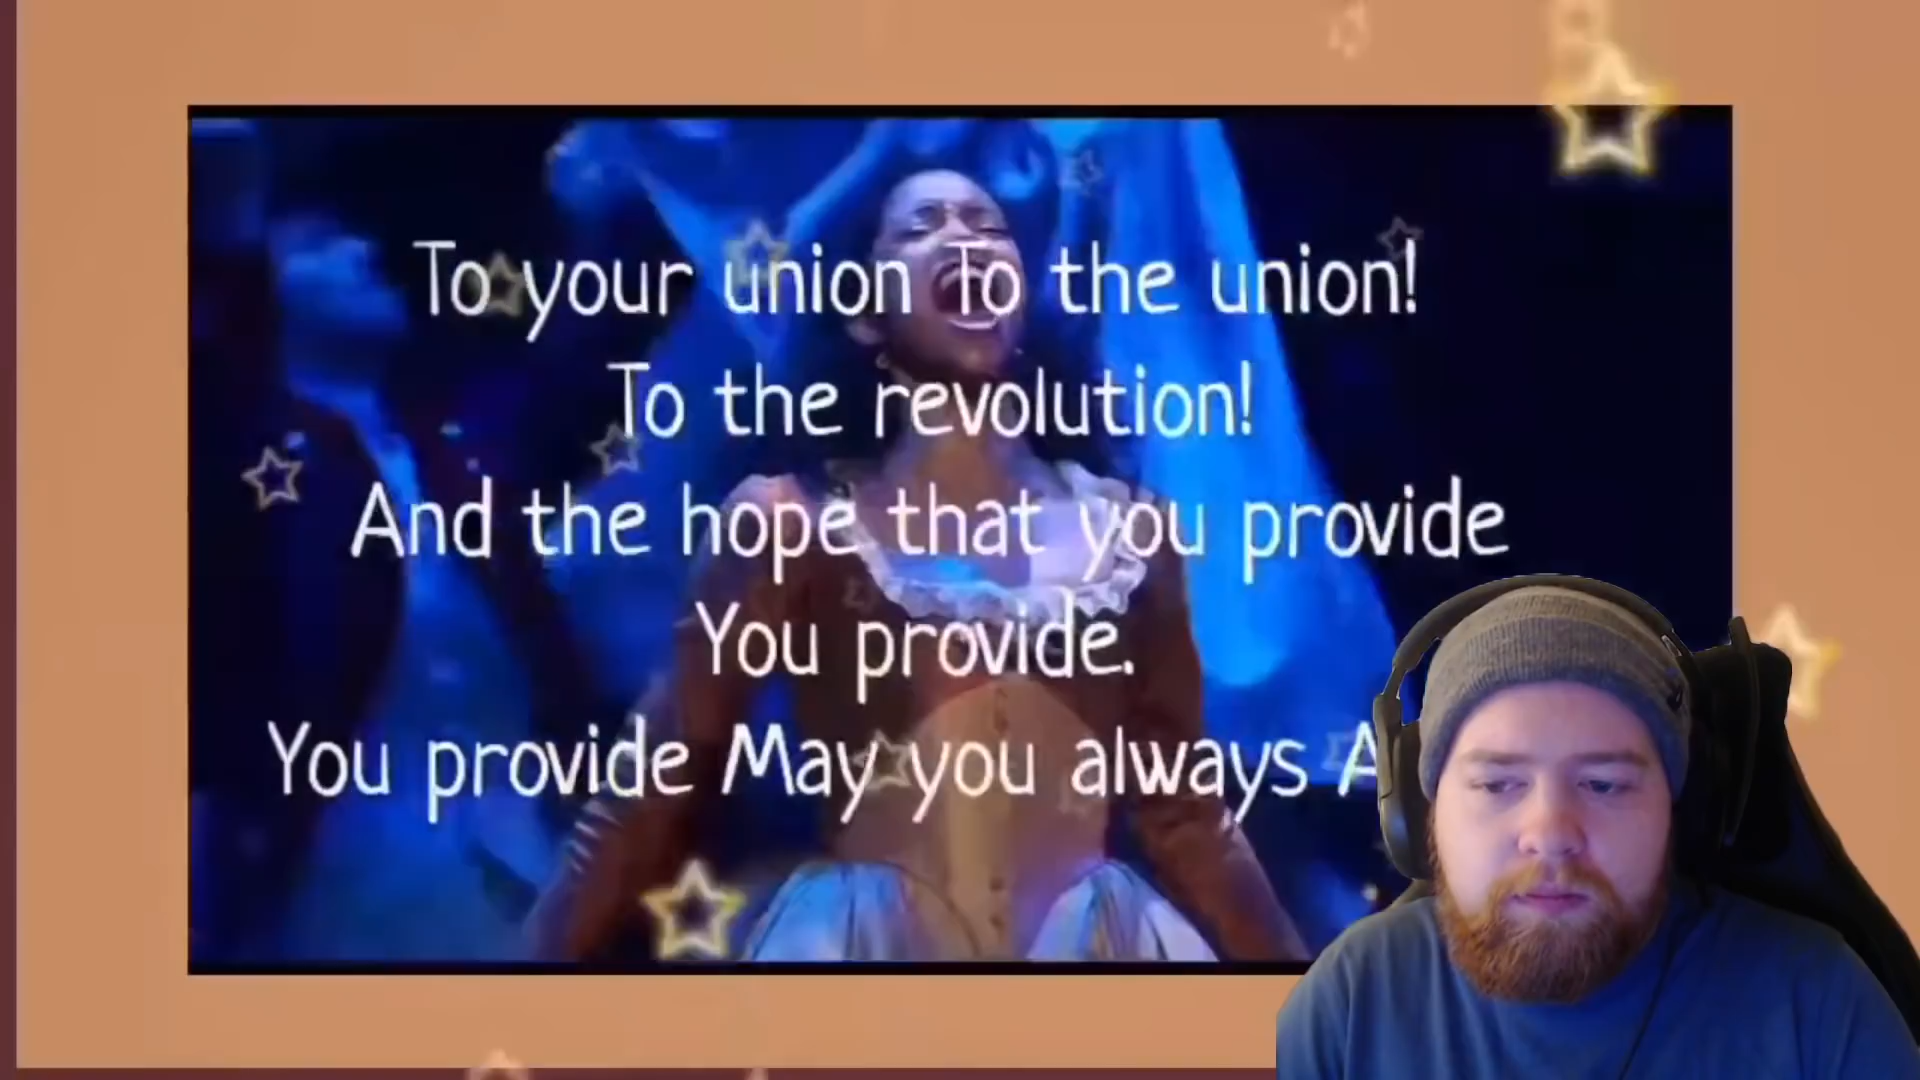 To your union To the union!
To the revolution!
And the hope that you provide
You provide.
You provide May you always